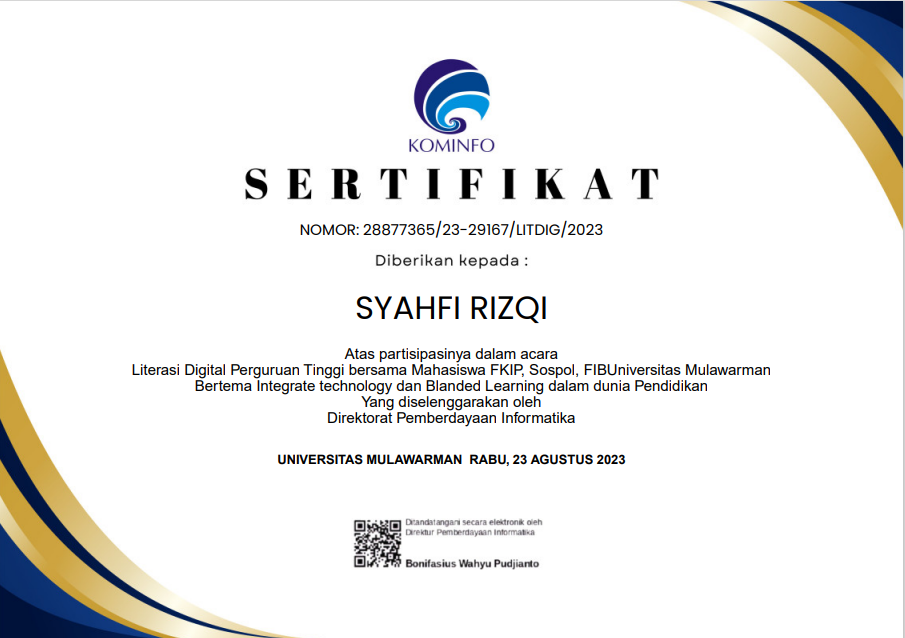 KOMINFO
SERTIFIKAT
NOMOR: 28877365/23-29167/LITDIG/2023
Diberikan kepada :
SYAHFI RIZQI
Atas partisipasinya dalam acara
Literasi Digital Perguruan Tinggi bersama Mahasiswa FKIP, Sospol, FIBUniversitas Mulawarman
Bertema Integrate technology dan Blanded Learning dalam dunia Pendidikan
Yang diselenggarakan oleh
Direktorat Pemberdayaan Informatika
UNIVERSITAS MULAWARMAN RABU, 23 AGUSTUS 2023
Ditandatangani secara elektronik oleh
Direktur Pemberdayaan Informatika
Bonifasius Wahyu Pudjianto